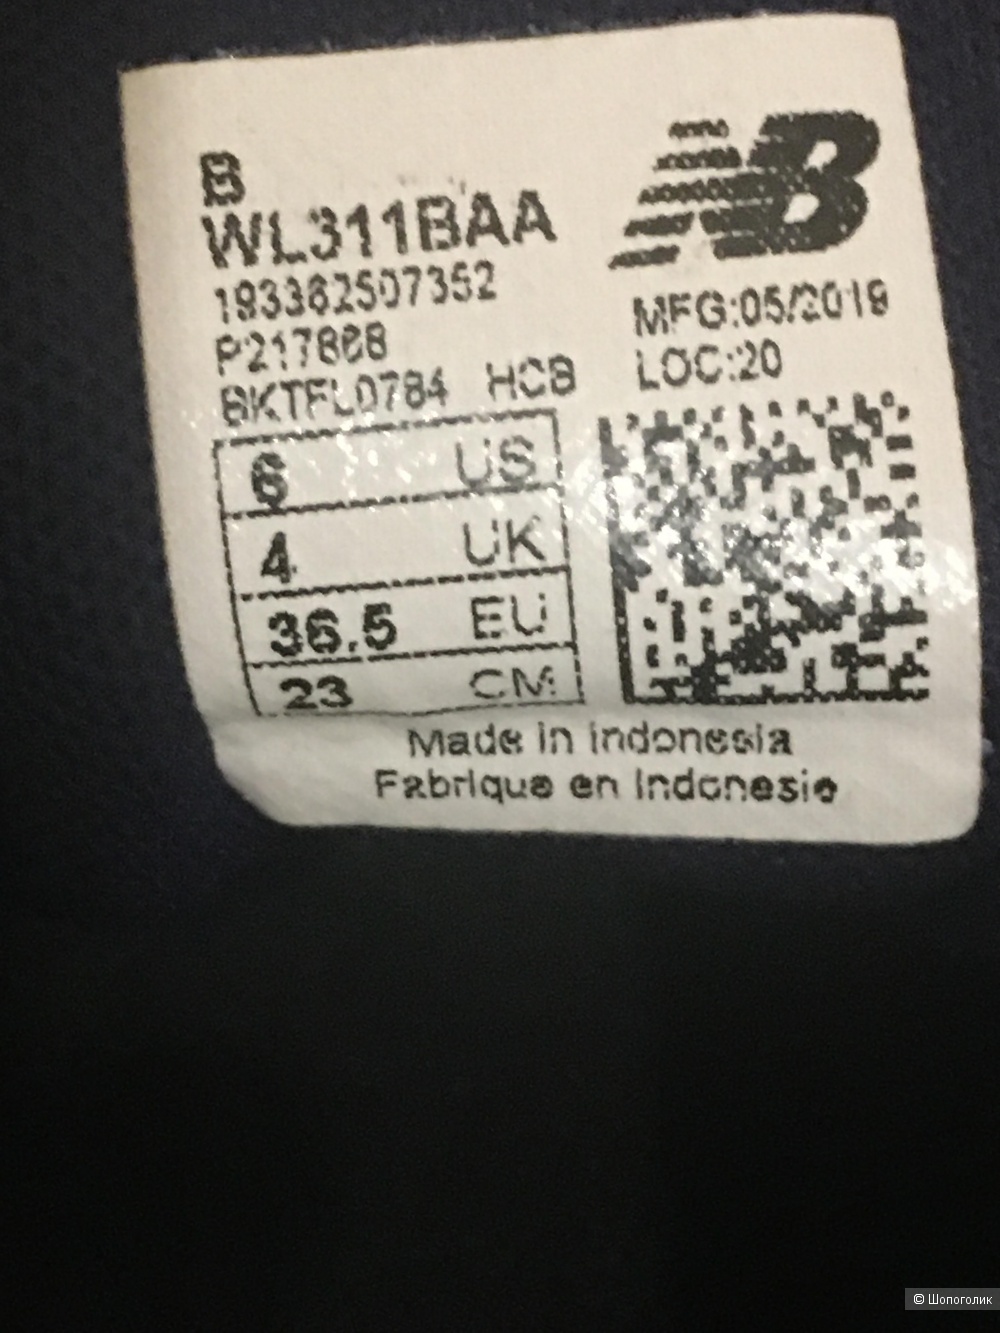 B
WL311BAA
193362507352
P217868
BKTFL0784 HCB
MFG:05/2019
LOC:20
6 US
4 UK
36.5 EU
23 CM
Made in Indonesia
Fabrique en Indonesie
© Шопоголик